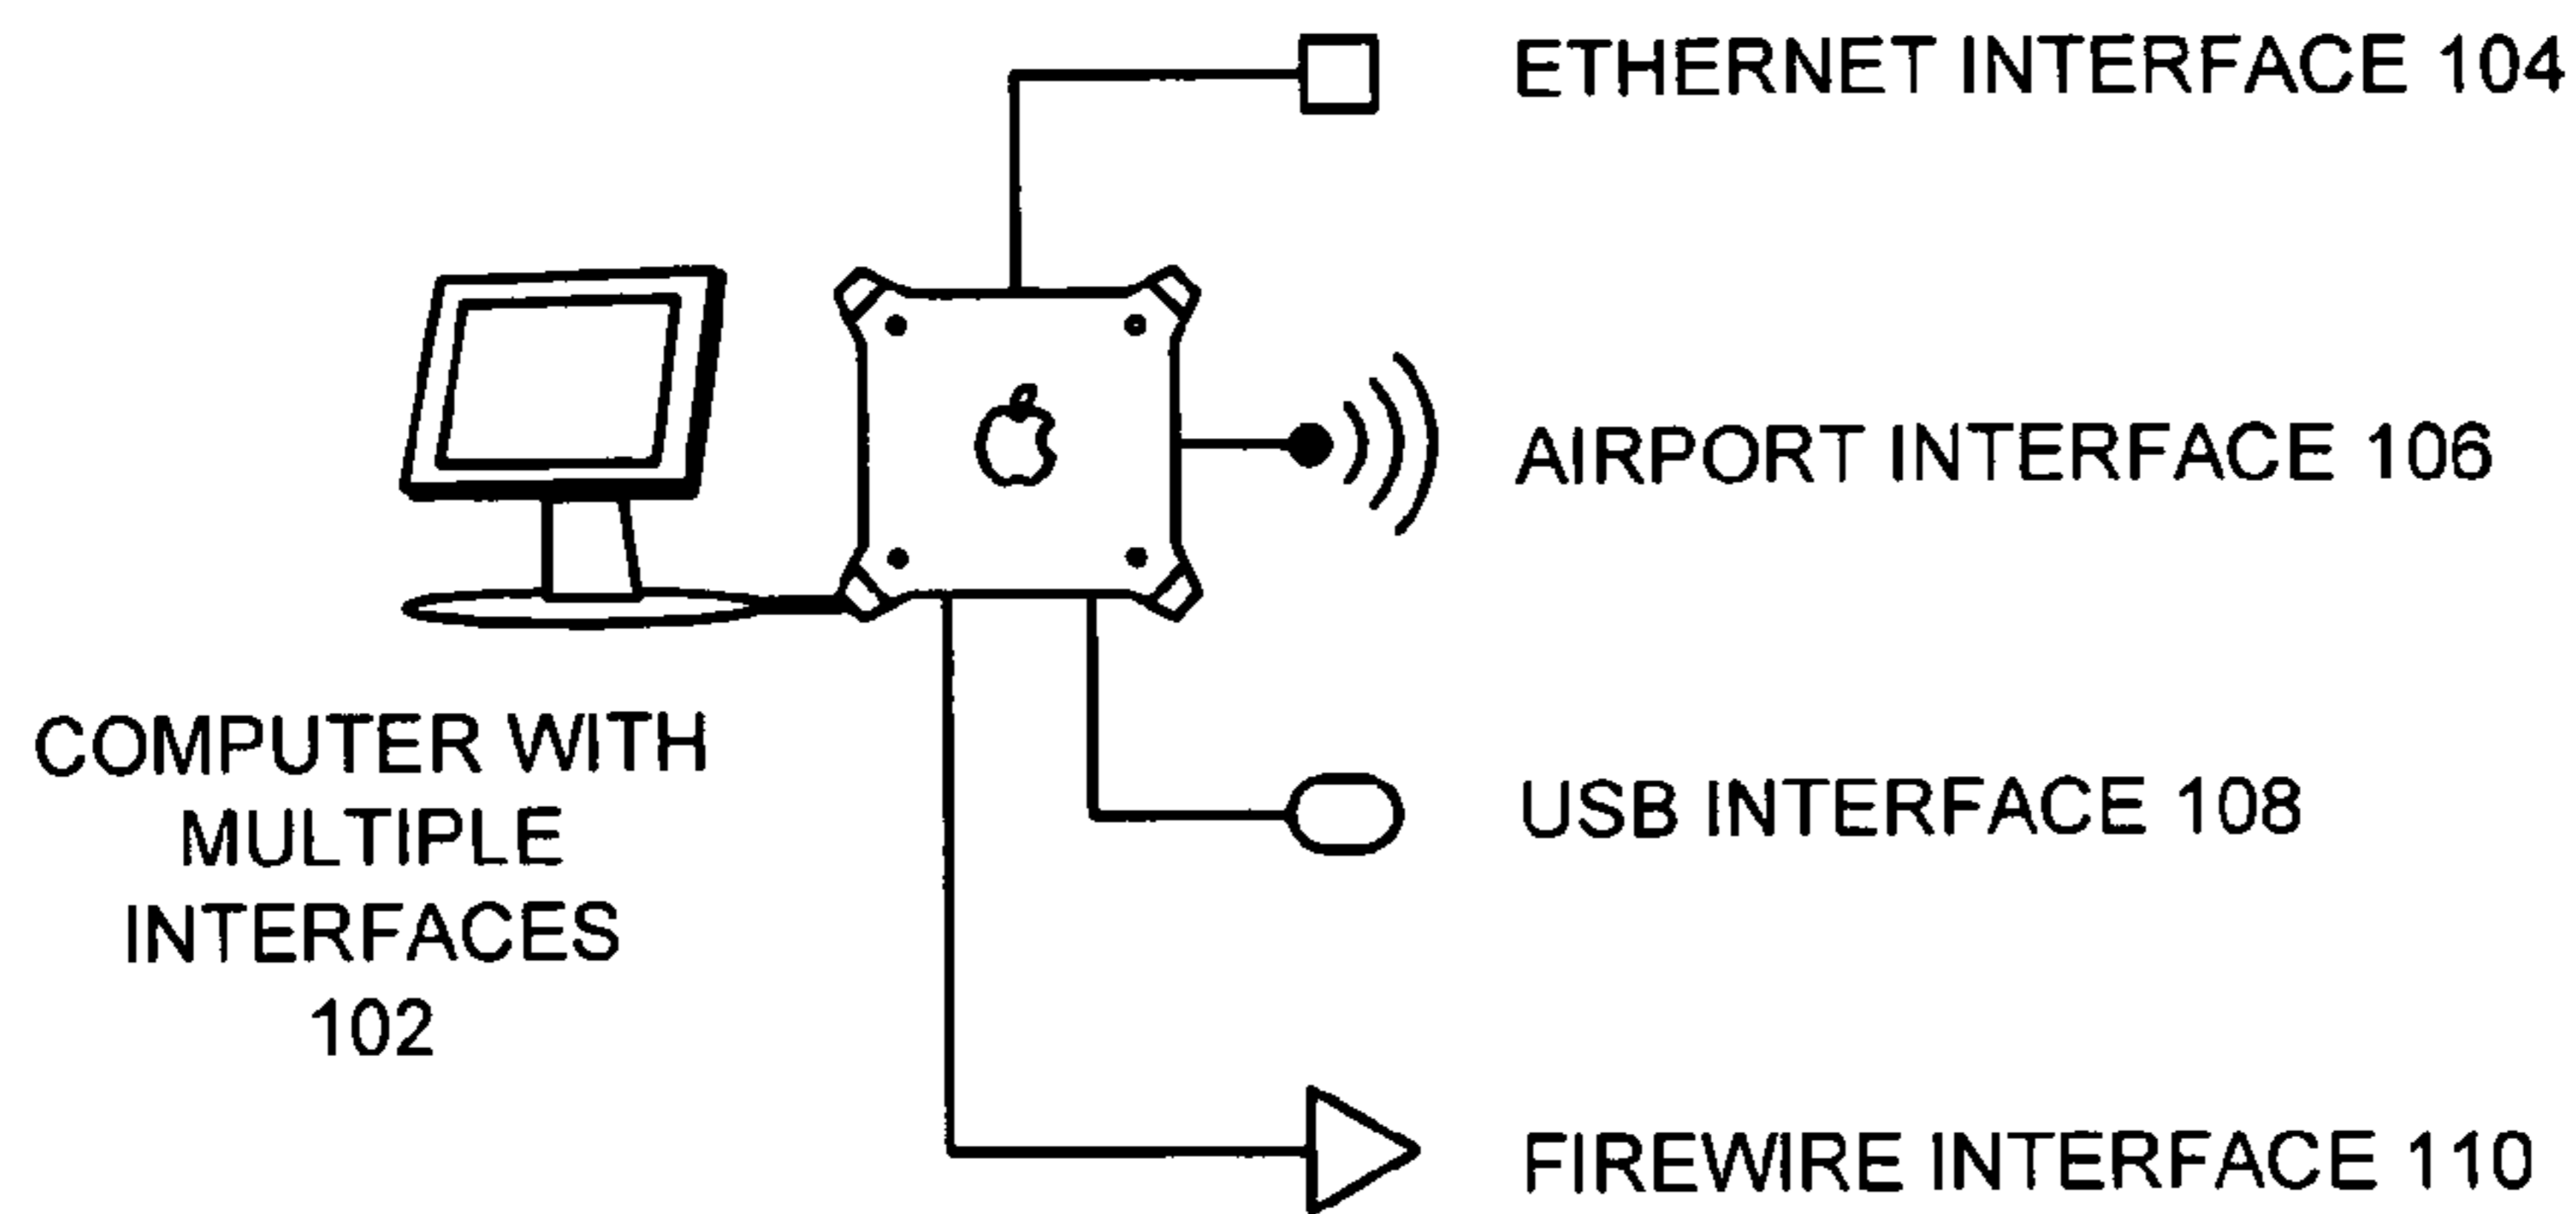 ETHERNET INTERFACE 104
AIRPORT INTERFACE 106
COMPUTER WITH
MULTIPLE
INTERFACES
102
USB INTERFACE 108
FIREWIRE INTERFACE 110